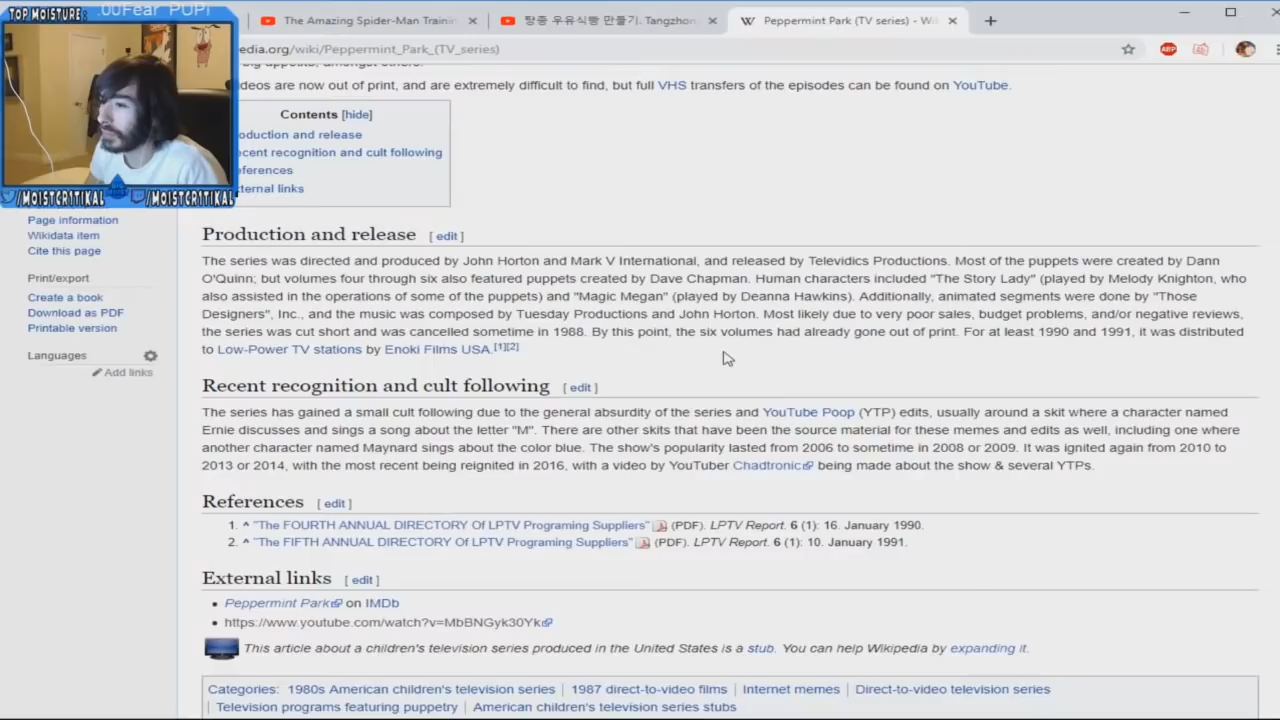 TOP MOISTURE: .00Fear PUPi
The Amazing Spider-Man Trainin
탕종 우유식빵 만들기. Tangzhon
Peppermint Park (TV series) - Wi
edia.org/wiki/Peppermint_Park_(TV_series)
big appetite, amongst others.
deos are now out of print, and are extremely difficult to find, but full VHS transfers of the episodes can be found on YouTube.
Contents [hide]
oduction and release
ecent recognition and cult following
eferences
xternal links
/MOISTCR1TIKAL /MOISTCR1TIKAL
Page information
Wikidata item
Cite this page
Print/export
Create a book
Download as PDF
Printable version
Languages
Add links
Production and release [ edit ]
The series was directed and produced by John Horton and Mark V International, and released by Televidics Productions. Most of the puppets were created by Dann
O'Quinn; but volumes four through six also featured puppets created by Dave Chapman. Human characters included "The Story Lady" (played by Melody Knighton, who
also assisted in the operations of some of the puppets) and "Magic Megan" (played by Deanna Hawkins). Additionally, animated segments were done by "Those
Designers", Inc., and the music was composed by Tuesday Productions and John Horton. Most likely due to very poor sales, budget problems, and/or negative reviews,
the series was cut short and was cancelled sometime in 1988. By this point, the six volumes had already gone out of print. For at least 1990 and 1991, it was distributed
to Low-Power TV stations by Enoki Films USA.[1][2]
Recent recognition and cult following [ edit ]
The series has gained a small cult following due to the general absurdity of the series and YouTube Poop (YTP) edits, usually around a skit where a character named
Ernie discusses and sings a song about the letter "M". There are other skits that have been the source material for these memes and edits as well, including one where
another character named Maynard sings about the color blue. The show's popularity lasted from 2006 to sometime in 2008 or 2009. It was ignited again from 2010 to
2013 or 2014, with the most recent being reignited in 2016, with a video by YouTuber Chadtronic being made about the show & several YTPs.
References [ edit ]
1. ^ "The FOURTH ANNUAL DIRECTORY Of LPTV Programing Suppliers" (PDF). LPTV Report. 6 (1): 16. January 1990.
2. ^ "The FIFTH ANNUAL DIRECTORY Of LPTV Programing Suppliers" (PDF). LPTV Report. 6 (1): 10. January 1991.
External links [ edit ]
• Peppermint Park on IMDb
• https://www.youtube.com/watch?v=MbBNGyk30Yk
This article about a children's television series produced in the United States is a stub. You can help Wikipedia by expanding it.
Categories: 1980s American children's television series | 1987 direct-to-video films | Internet memes | Direct-to-video television series
| Television programs featuring puppetry | American children's television series stubs